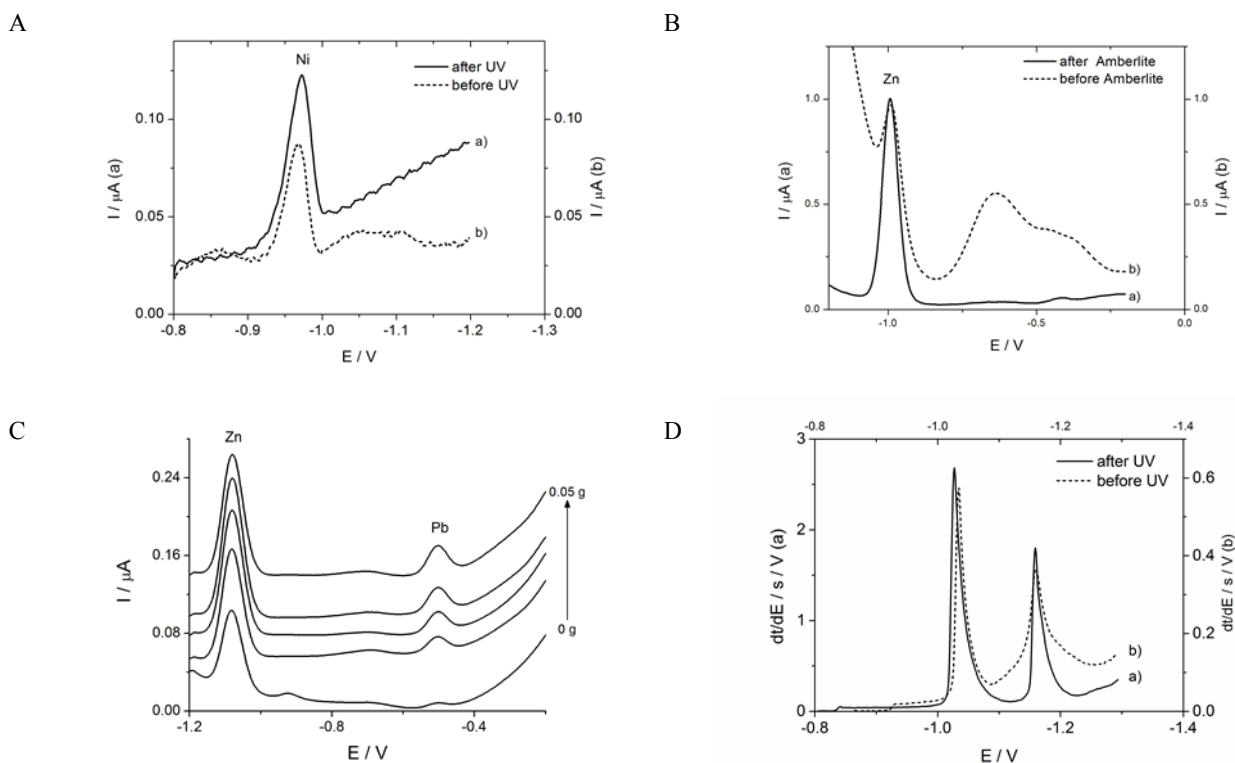 A
Ni
after UV
before UV
0.10
0.05
0.00
0.10
0.05
0.00
I / μA (a)
I / μA (b)
a)
b)
-0.8
-0.9
-1.0
-1.1
-1.2
-1.3
E / V
B
Zn
after Amberlite
before Amberlite
1.0
0.5
0.0
1.0
0.5
0.0
I / μA (a)
I / μA (b)
b)
a)
-1.0
-0.5
0.0
E / V
C
Zn
Pb
0.05 g
0 g
0.24
0.16
0.08
0.00
I / μA
-1.2
-0.8
-0.4
E / V
D
-0.8
-1.0
-1.2
-1.4
after UV
before UV
3
2
1
0
0.6
0.4
0.2
0.0
dt/dE / s / V (a)
dt/dE / s / V (b)
b)
a)
-0.8
-1.0
-1.2
-1.4
E / V